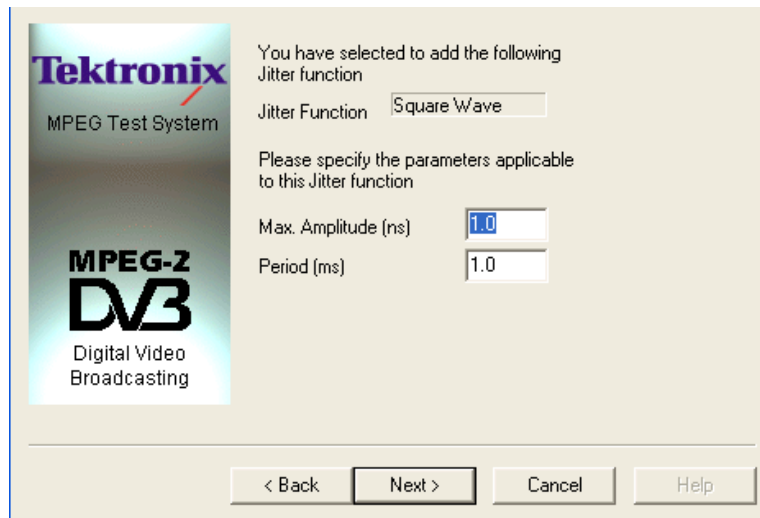 Tektronix
MPEG Test System
MPEG-2
DVB
Digital Video
Broadcasting
You have selected to add the following
Jitter function
Jitter Function Square Wave
Please specify the parameters applicable
to this Jitter function
Max. Amplitude (ns) 1.0
Period (ms) 1.0
< Back Next > Cancel Help